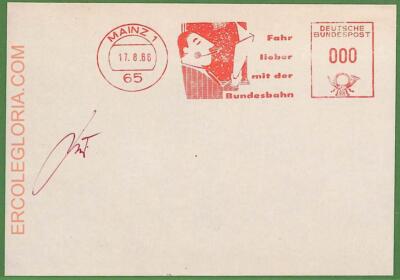 MAINZ 1
17.8.66
65
Fahr
lieber
mit der
Bundesbahn
DEUTSCHE
BUNDESPOST
000
ERCOLEGLORIA.COM